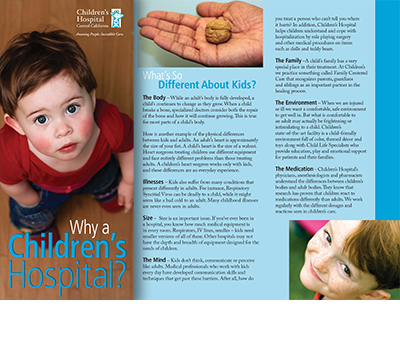 Children's
Hospital
Central California
Amazing People. Incredible Care.
Why a
Children's
Hospital?
What's So
Different About Kids?
The Body – While an adult's body is fully developed, a
child's continues to change as they grow. When a child
breaks a bone, specialized doctors consider both the repair
of the bone and how it will continue growing. This is true
for most parts of a child's body.
Here is another example of the physical differences
between kids and adults. An adult's heart is approximately
the size of your fist. A child's heart is the size of a walnut.
Heart surgeons treating children use different equipment
and face entirely different problems than those treating
adults. A children's heart surgeon works only with kids,
and these differences are an everyday experience.
Illnesses – Kids also suffer from many conditions that
present differently in adults. For instance, Respiratory
Syncytial Virus can be deadly to a child, while it might
seem like a bad cold to an adult. Many childhood illnesses
are never even seen in adults.
Size – Size is an important issue. If you've ever been in
a hospital, you know how much medical equipment is
in every room. Respirators, IV lines, needles – kids need
smaller versions of all of these. Other hospitals may not
have the depth and breadth of equipment designed for the
needs of children.
The Mind – Kids don't think, communicate or perceive
like adults. Medical professionals who work with kids
every day have developed communication skills and
techniques that get past these barriers. After all, how do
you treat a person who can't tell you where
it hurts? In addition, Children's Hospital
helps children understand and cope with
hospitalization by role playing surgery
and other medical procedures on items
such as dolls and teddy bears.
The Family – A child's family has a very
special place in their treatment. At Children's
we practice something called Family Centered
Care that recognizes parents, guardians
and siblings as an important partner in the
healing process.
The Environment – When we are injured
or ill we want a comfortable, safe environment
to get well in. But what is comfortable to
an adult may actually be frightening or
intimidating to a child. Children's
state-of-the-art facility is a child-friendly
environment full of color, themed décor and
toys along with Child Life Specialists who
provide education, play and emotional support
for patients and their families.
The Medication – Children's Hospital's
physicians, anesthesiologists and pharmacists
understand the differences between children's
bodies and adult bodies. They know that
research has proven that children react to
medications differently than adults. We work
regularly with the different dosages and
reactions seen in children's care.